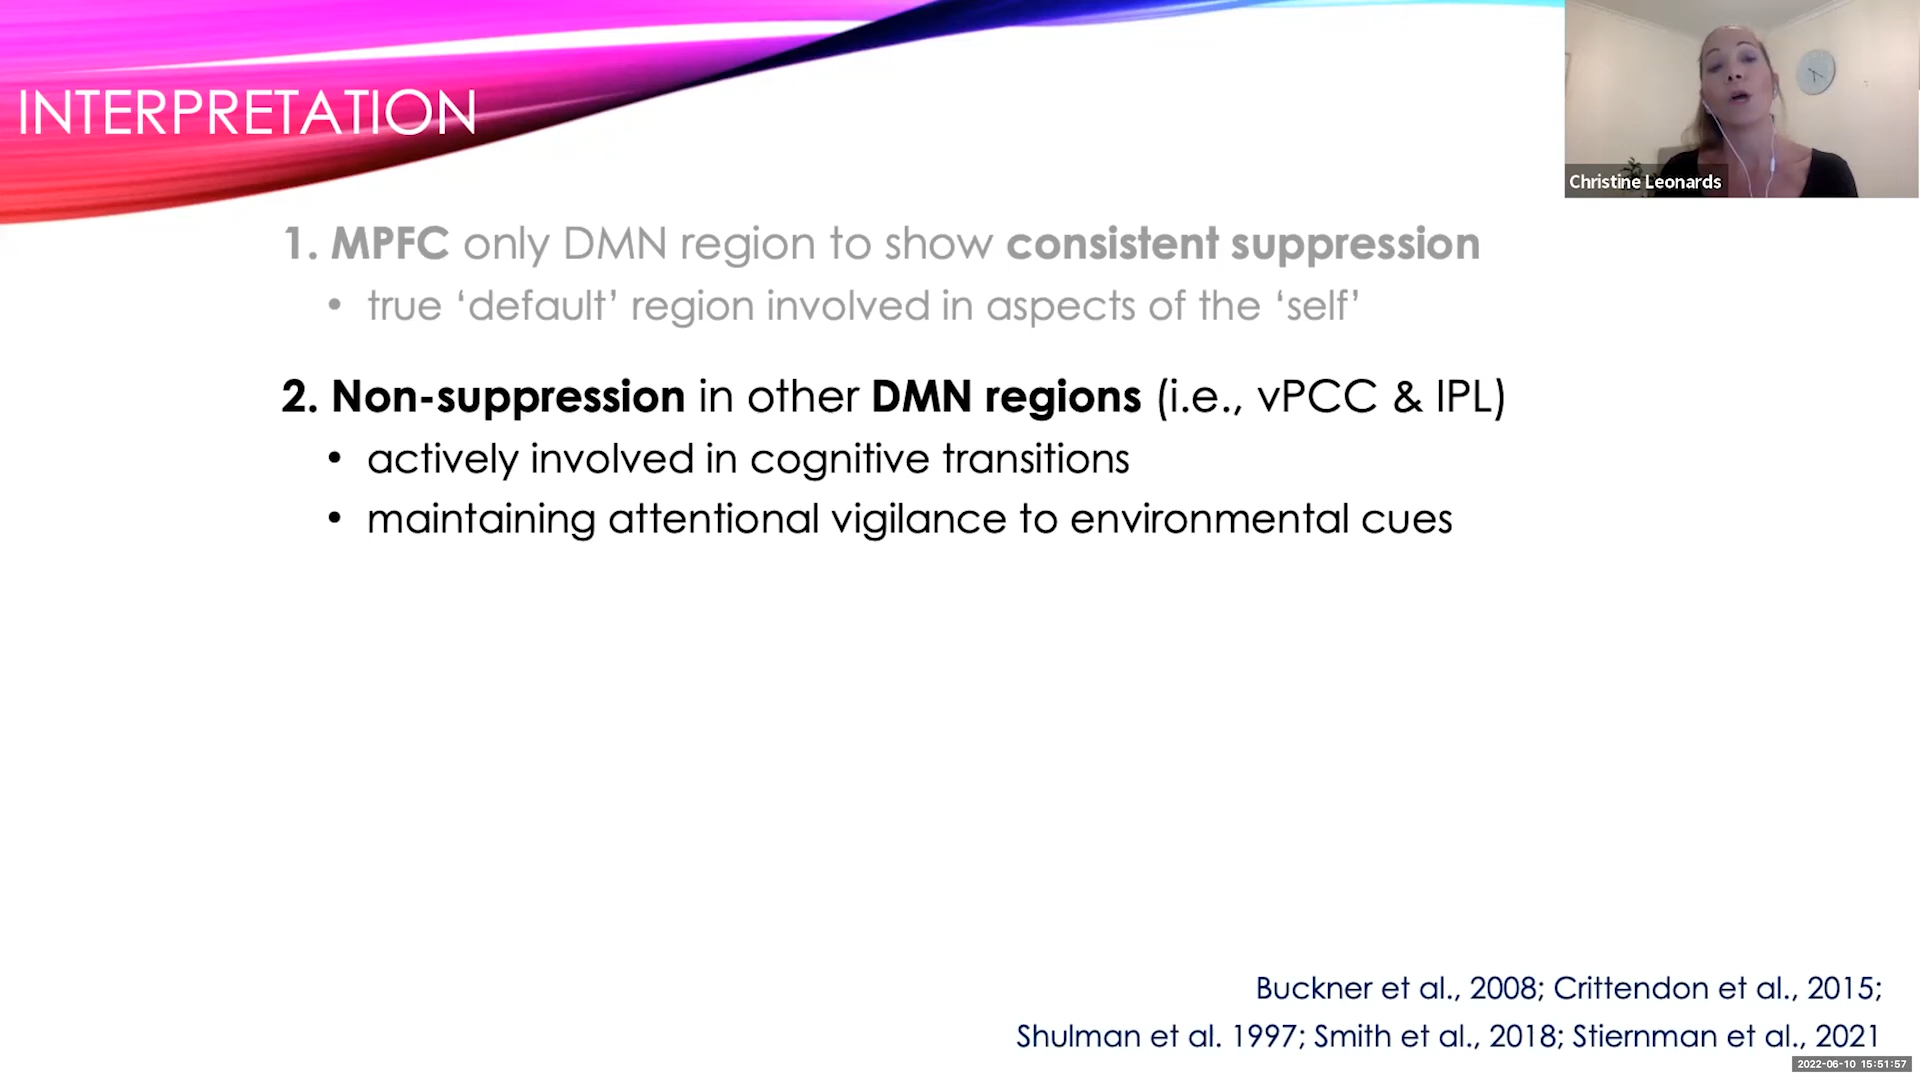 INTERPRETATION
Christine Leonards
1. MPFC only DMN region to show consistent suppression
• true ‘default’ region involved in aspects of the ‘self’
2. Non-suppression in other DMN regions (i.e., vPCC & IPL)
• actively involved in cognitive transitions
• maintaining attentional vigilance to environmental cues
Buckner et al., 2008; Crittendon et al., 2015;
Shulman et al. 1997; Smith et al., 2018; Stiernman et al., 2021
2022-06-10 15:51:57